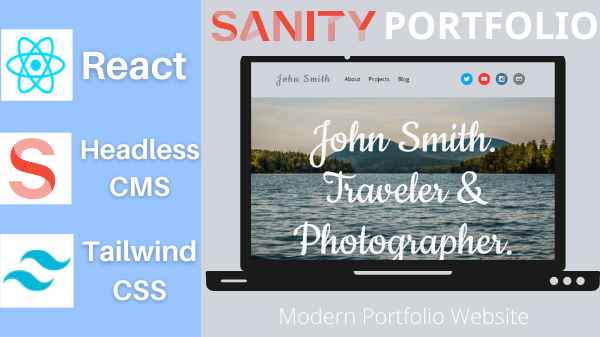 SANITY PORTFOLIO
React
Headless
CMS
Tailwind
CSS
John Smith About Projects Blog
John Smith.
Traveler &
Photographer.
Modern Portfolio Website